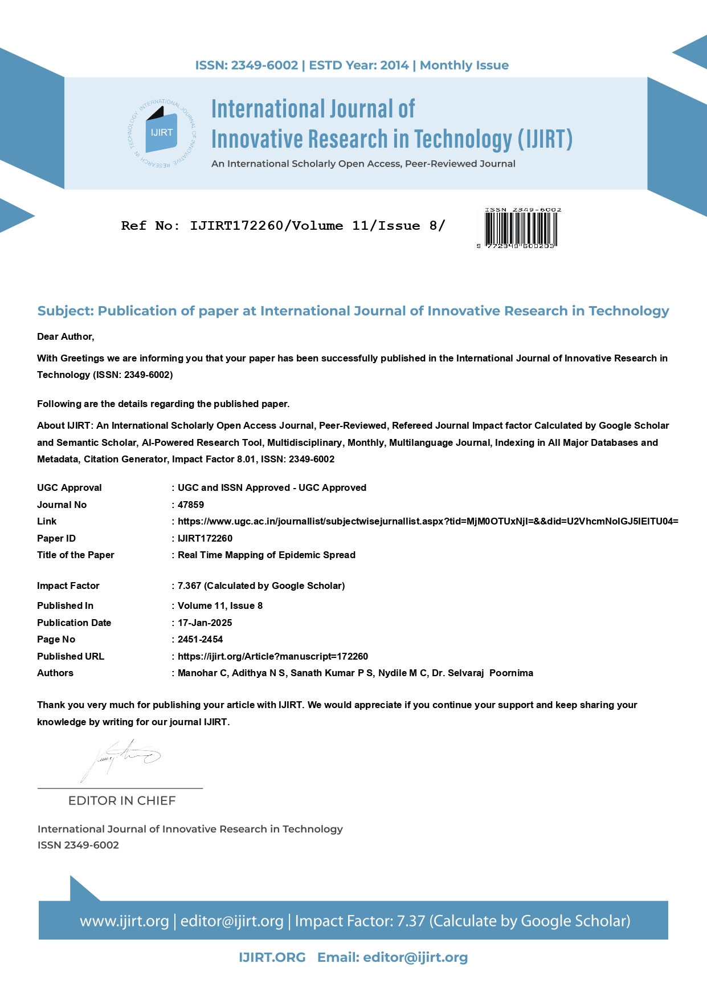 ISSN: 2349-6002 | ESTD Year: 2014 | Monthly Issue
INTERNATIONAL JOURNAL OF INNOVATIVE RESEARCH IN TECHNOLOGY
IJIRT
International Journal of
Innovative Research in Technology (IJIRT)
An International Scholarly Open Access, Peer-Reviewed Journal
Ref No: IJIRT172260/Volume 11/Issue 8/
ISSN 2349-6002
9 772349 600203
Subject: Publication of paper at International Journal of Innovative Research in Technology
Dear Author,
With Greetings we are informing you that your paper has been successfully published in the International Journal of Innovative Research in
Technology (ISSN: 2349-6002)
Following are the details regarding the published paper.
About IJIRT: An International Scholarly Open Access Journal, Peer-Reviewed, Refereed Journal Impact factor Calculated by Google Scholar
and Semantic Scholar, AI-Powered Research Tool, Multidisciplinary, Monthly, Multilanguage Journal, Indexing in All Major Databases and
Metadata, Citation Generator, Impact Factor 8.01, ISSN: 2349-6002
UGC Approval : UGC and ISSN Approved - UGC Approved
Journal No : 47859
Link : https://www.ugc.ac.in/journallist/subjectwisejurnallist.aspx?tid=MjM0OTUxNjI=&&did=U2VhcmNoIGJ5IElTU04=
Paper ID : IJIRT172260
Title of the Paper : Real Time Mapping of Epidemic Spread
Impact Factor : 7.367 (Calculated by Google Scholar)
Published In : Volume 11, Issue 8
Publication Date : 17-Jan-2025
Page No : 2451-2454
Published URL : https://ijirt.org/Article?manuscript=172260
Authors : Manohar C, Adithya N S, Sanath Kumar P S, Nydile M C, Dr. Selvaraj  Poornima
Thank you very much for publishing your article with IJIRT. We would appreciate if you continue your support and keep sharing your
knowledge by writing for our journal IJIRT.
EDITOR IN CHIEF
International Journal of Innovative Research in Technology
ISSN 2349-6002
www.ijirt.org | editor@ijirt.org | Impact Factor: 7.37 (Calculate by Google Scholar)
IJIRT.ORG Email: editor@ijirt.org